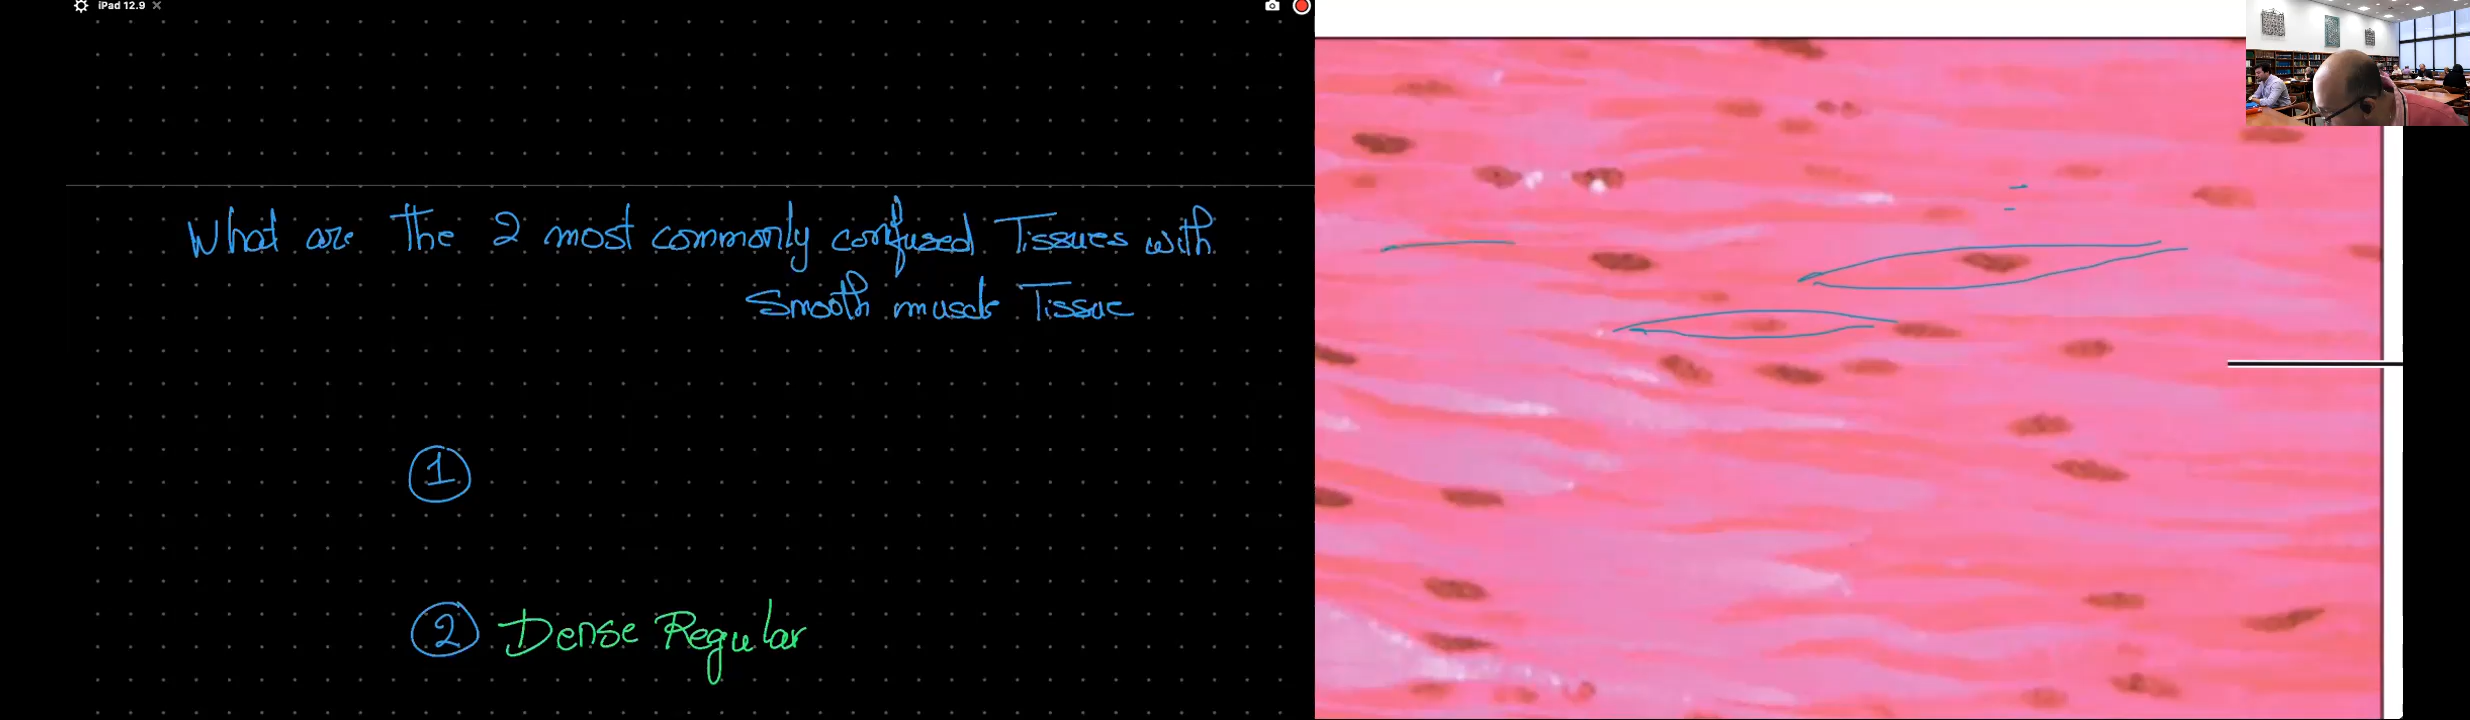 iPad 12.9
What are The 2 most commonly confused Tissues with
Smooth muscle Tissue
1
2 Dense Regular